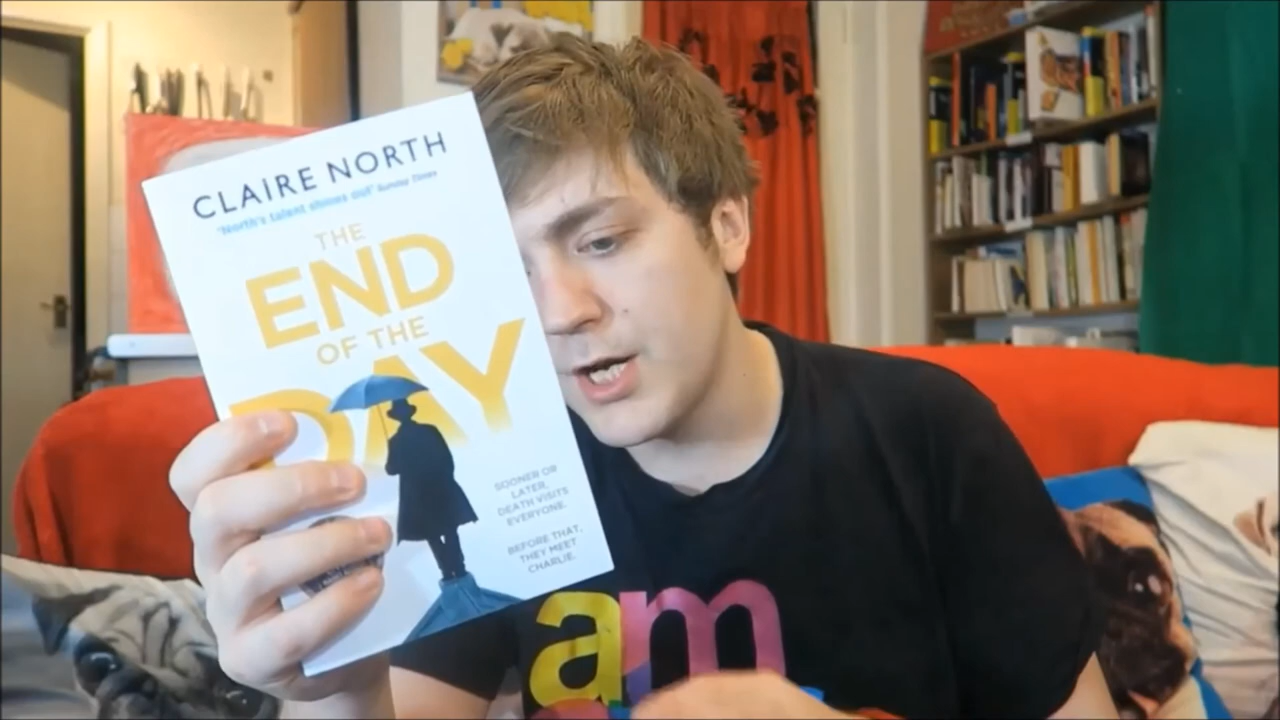 CLAIRE NORTH
'North's talent shines out' Sunday Times
THE
END
OF THE
DAY
SOONER OR
LATER,
DEATH VISITS
EVERYONE.
BEFORE THAT,
THEY MEET
CHARLIE.
am